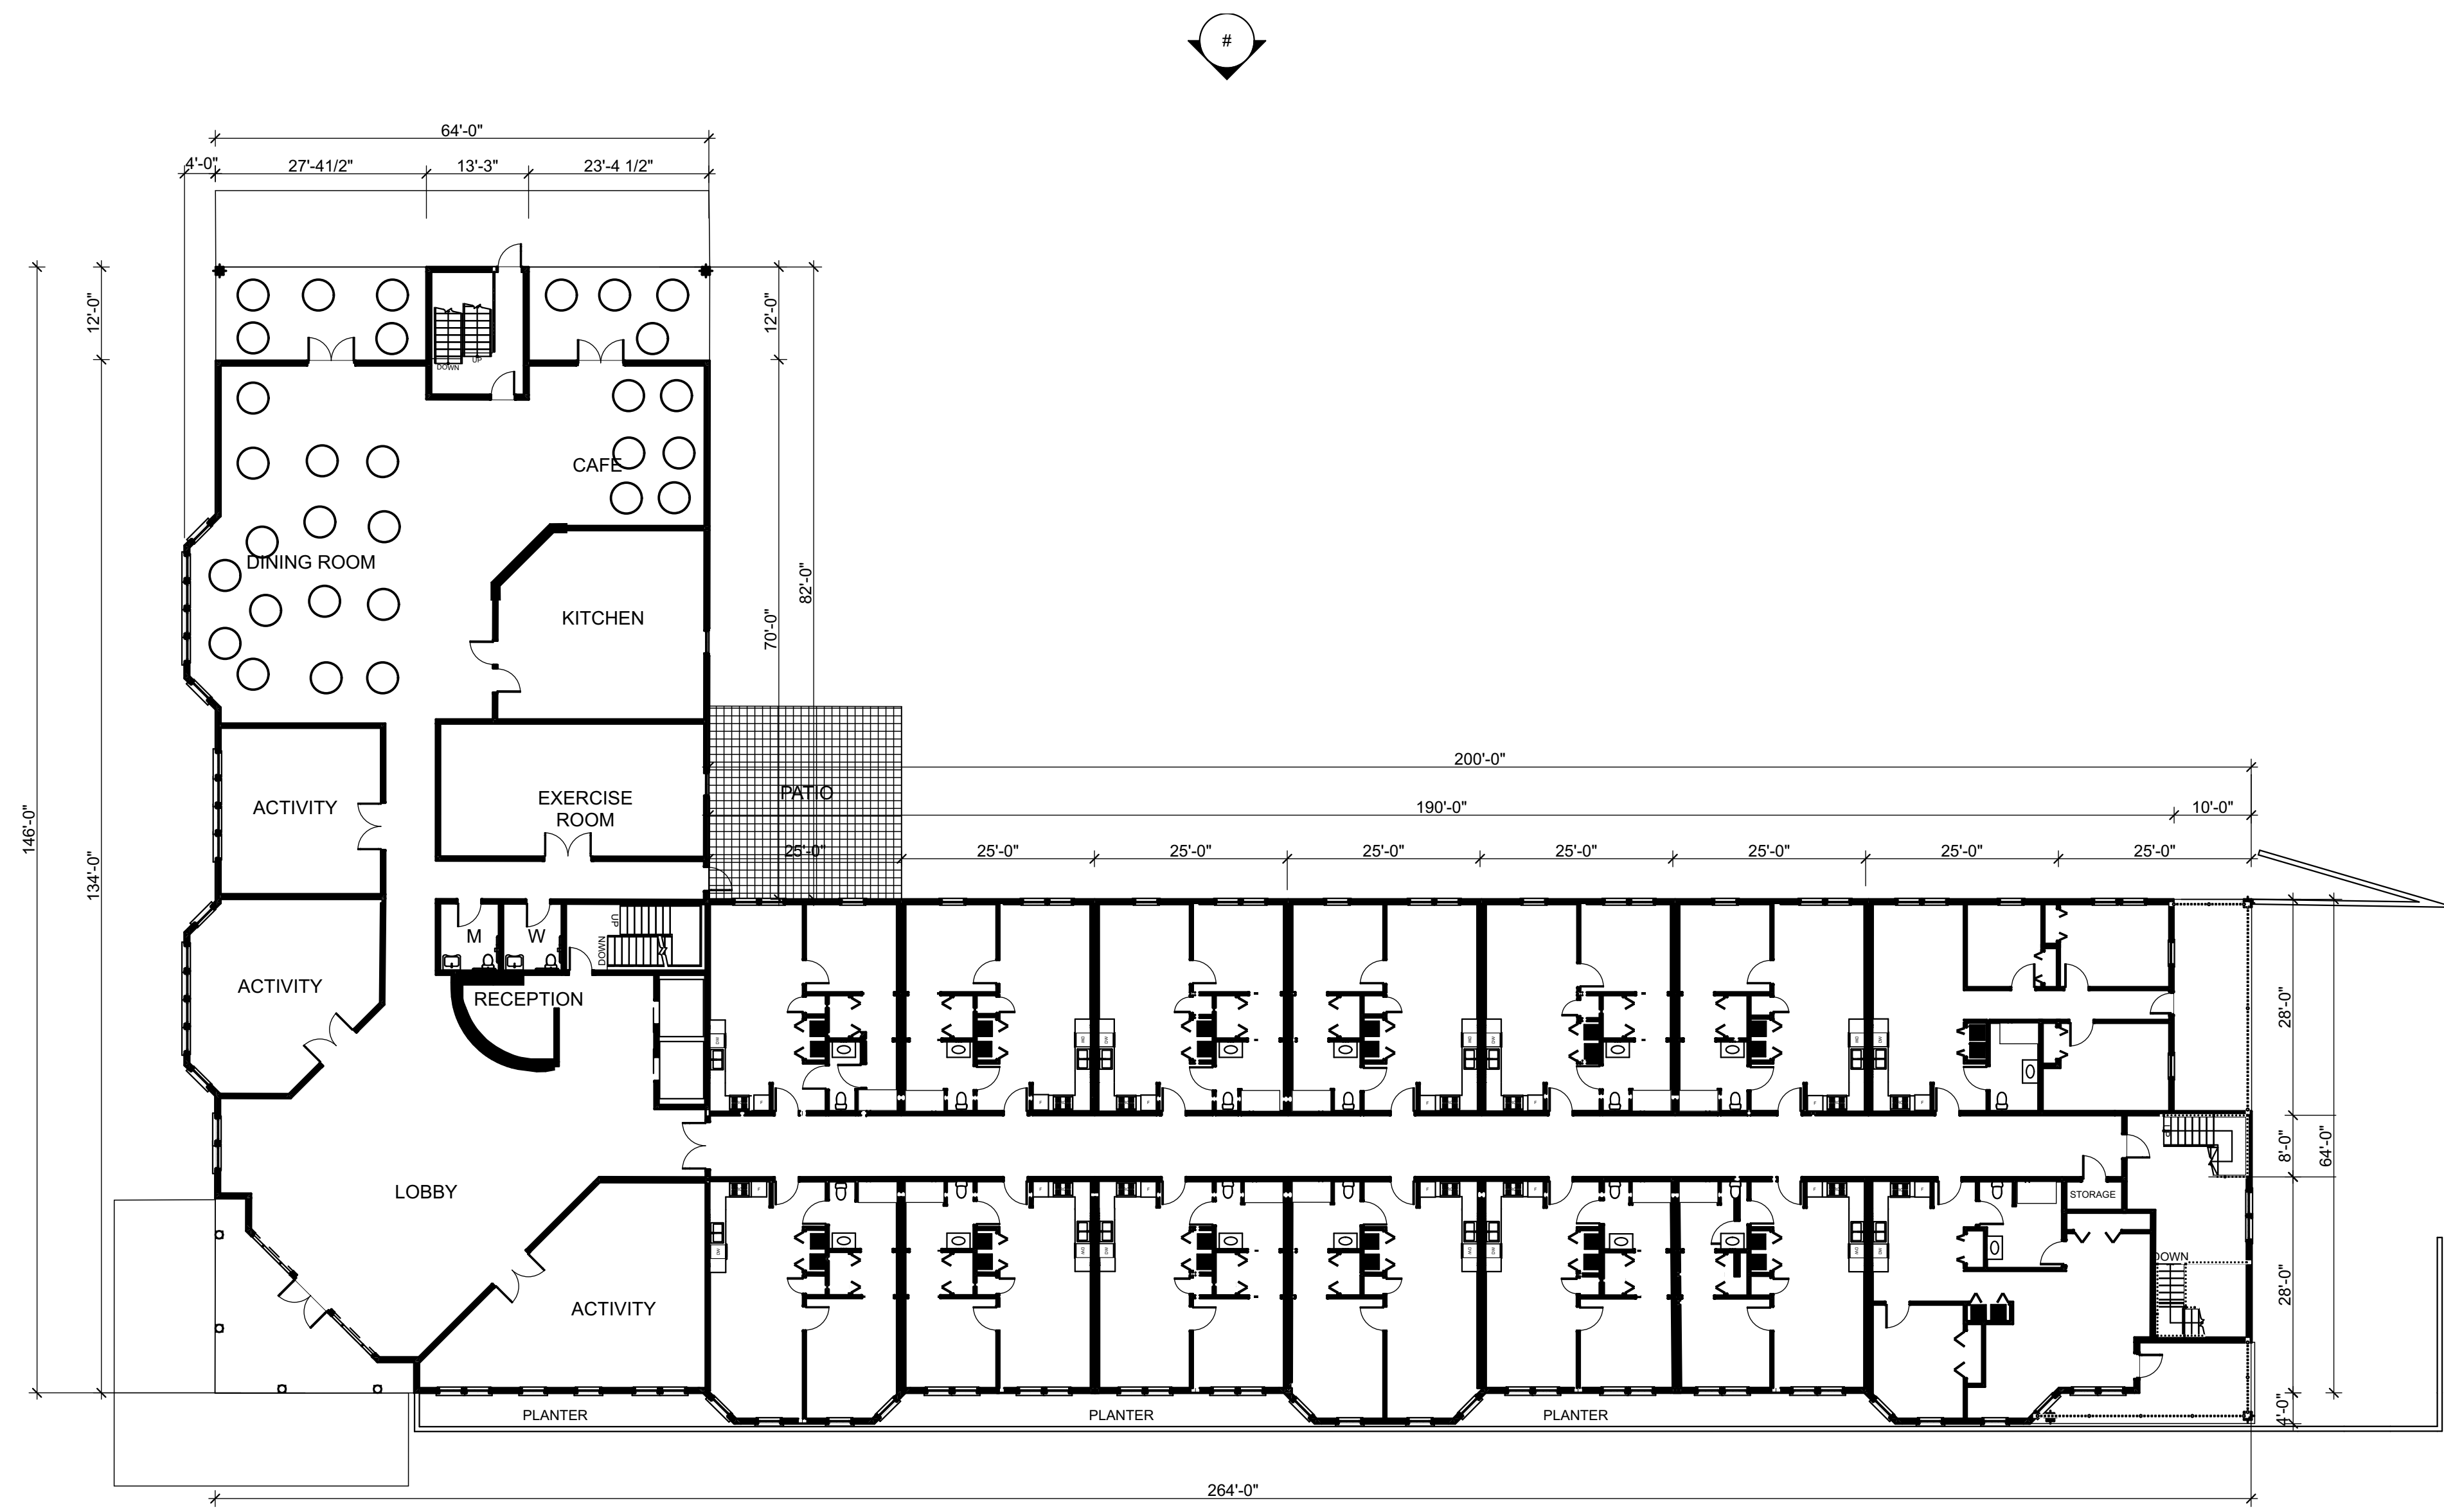 #
64'-0"
4'-0"
27'-41/2"
13'-3"
23'-4 1/2"
12'-0"
12'-0"
DOWN
UP
CAFE
DINING ROOM
KITCHEN
82'-0"
70'-0"
200'-0"
PATIO
190'-0"
10'-0"
146'-0"
134'-0"
ACTIVITY
EXERCISE
ROOM
25'-0"
25'-0"
25'-0"
25'-0"
25'-0"
25'-0"
25'-0"
25'-0"
M
W
UP
DOWN
ACTIVITY
RECEPTION
28'-0"
8'-0"
64'-0"
LOBBY
STORAGE
DOWN
28'-0"
ACTIVITY
4'-0"
PLANTER
PLANTER
PLANTER
264'-0"